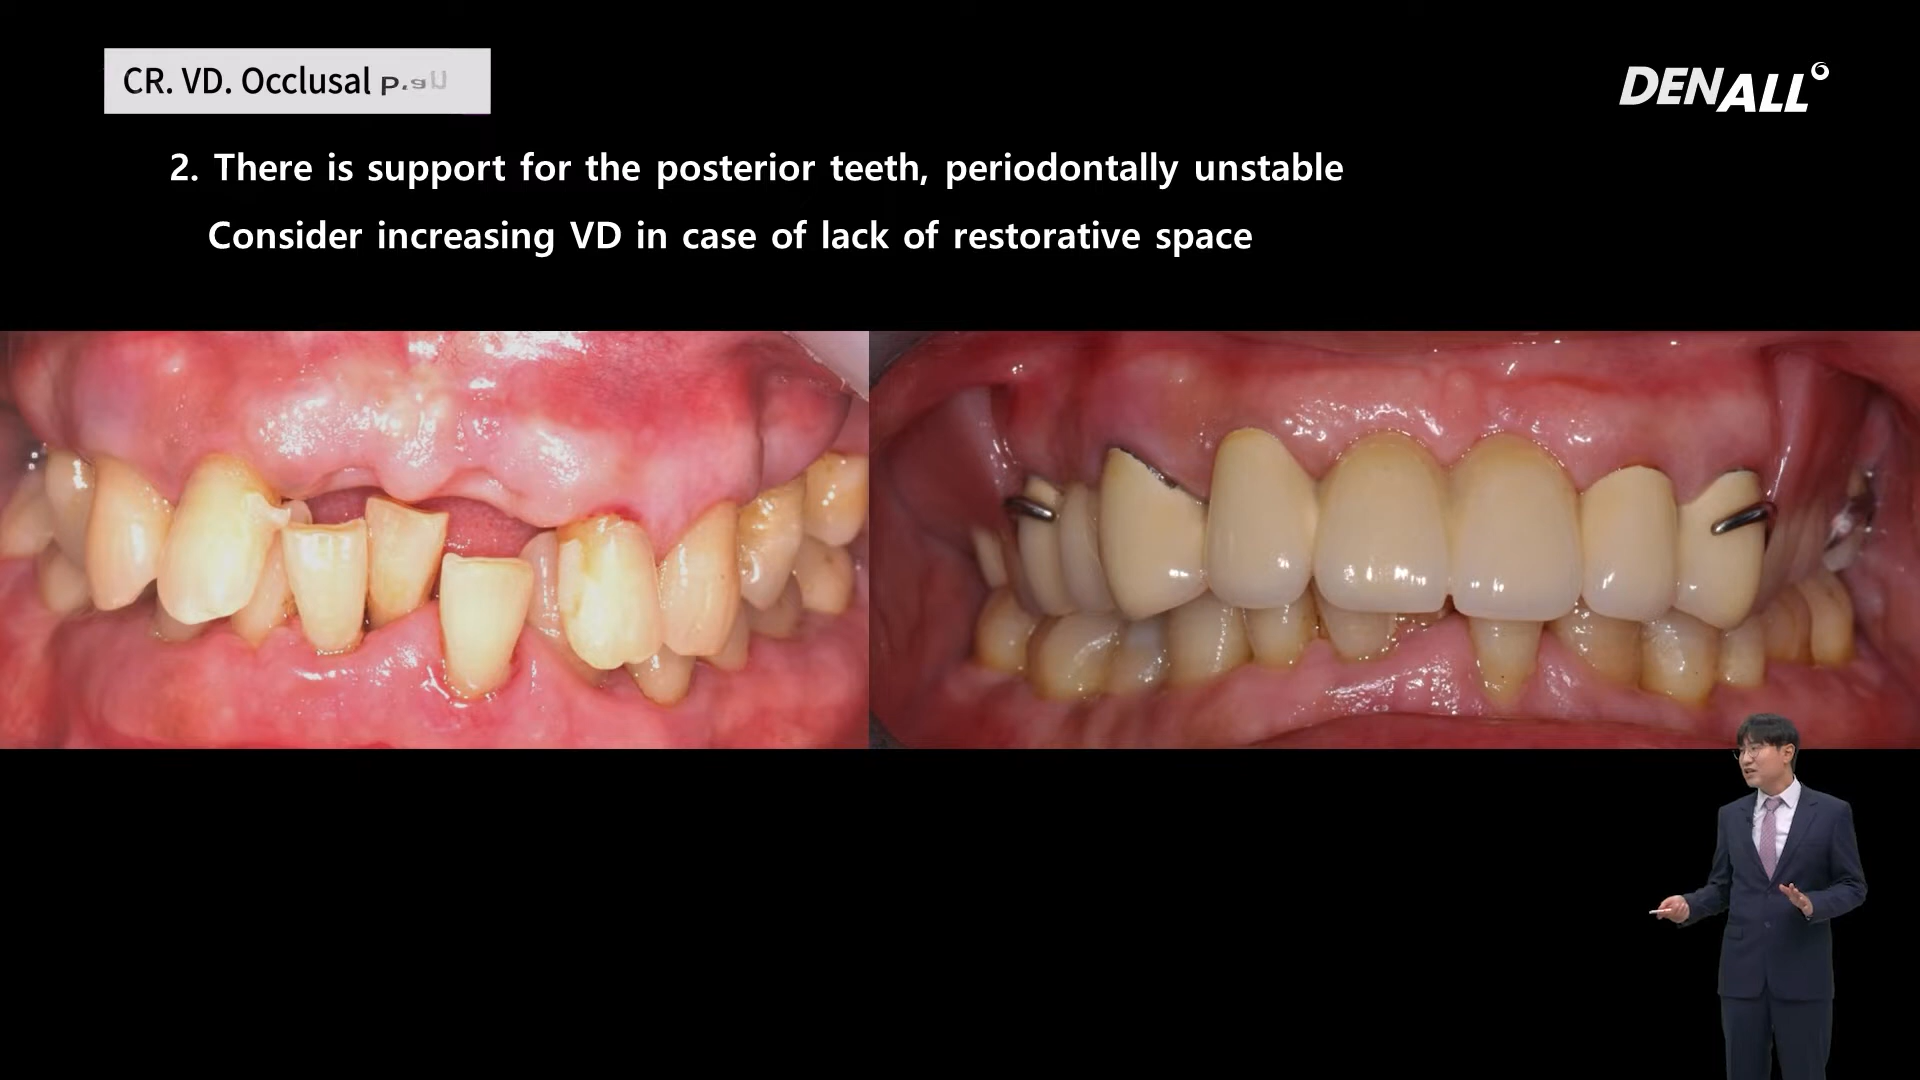 CR. VD. Occlusal
DENALL
2. There is support for the posterior teeth, periodontally unstable
Consider increasing VD in case of lack of restorative space